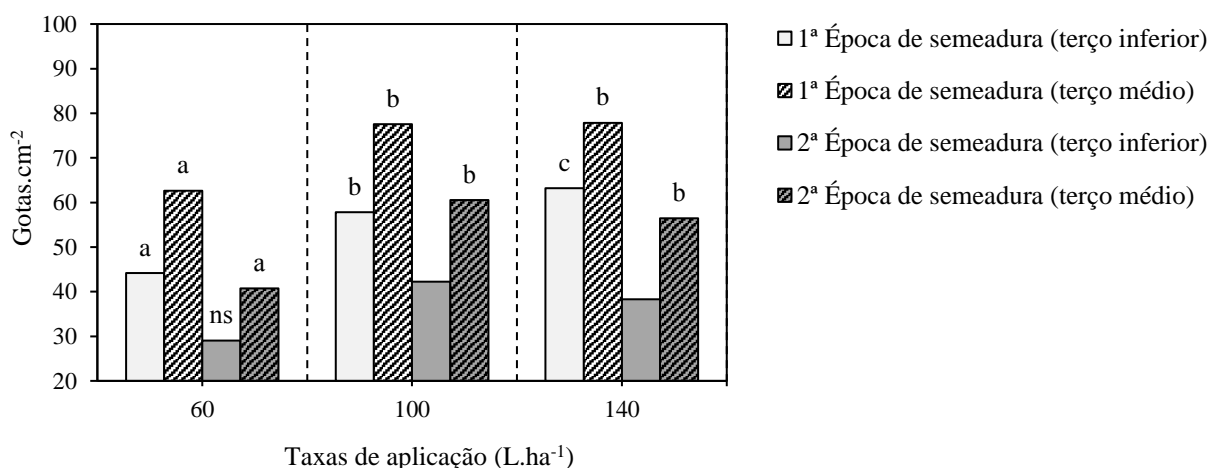 100
90
80
70
60
50
40
30
20
Gotas.cm-2
a
a
ns
a
b
b
b
c
b
b
60
100
140
Taxas de aplicação (L.ha-1)
1ª Época de semeadura (terço inferior)
1ª Época de semeadura (terço médio)
2ª Época de semeadura (terço inferior)
2ª Época de semeadura (terço médio)